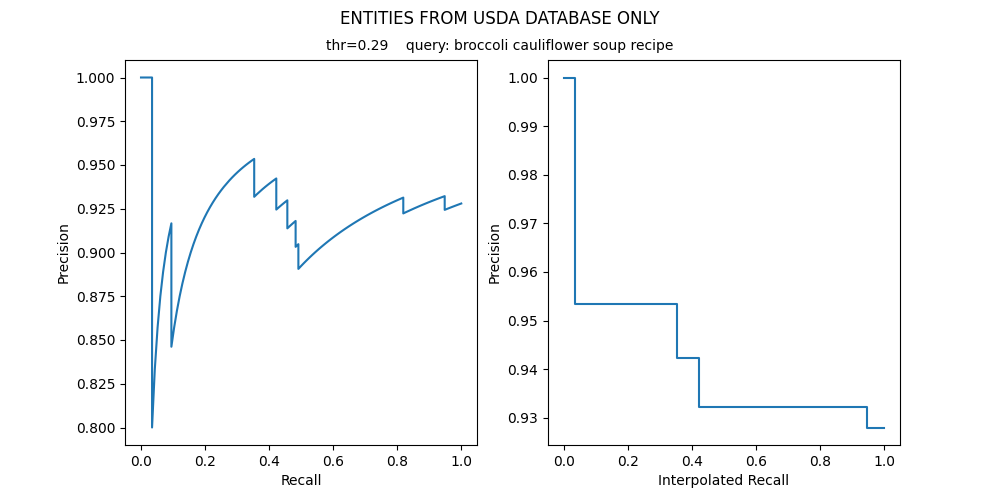 ENTITIES FROM USDA DATABASE ONLY
thr=0.29    query: broccoli cauliflower soup recipe
1.000
0.975
0.950
0.925
0.900
0.875
0.850
0.825
0.800
Precision
0.0 0.2 0.4 0.6 0.8 1.0
Recall
1.00
0.99
0.98
0.97
0.96
0.95
0.94
0.93
Precision
0.0 0.2 0.4 0.6 0.8 1.0
Interpolated Recall